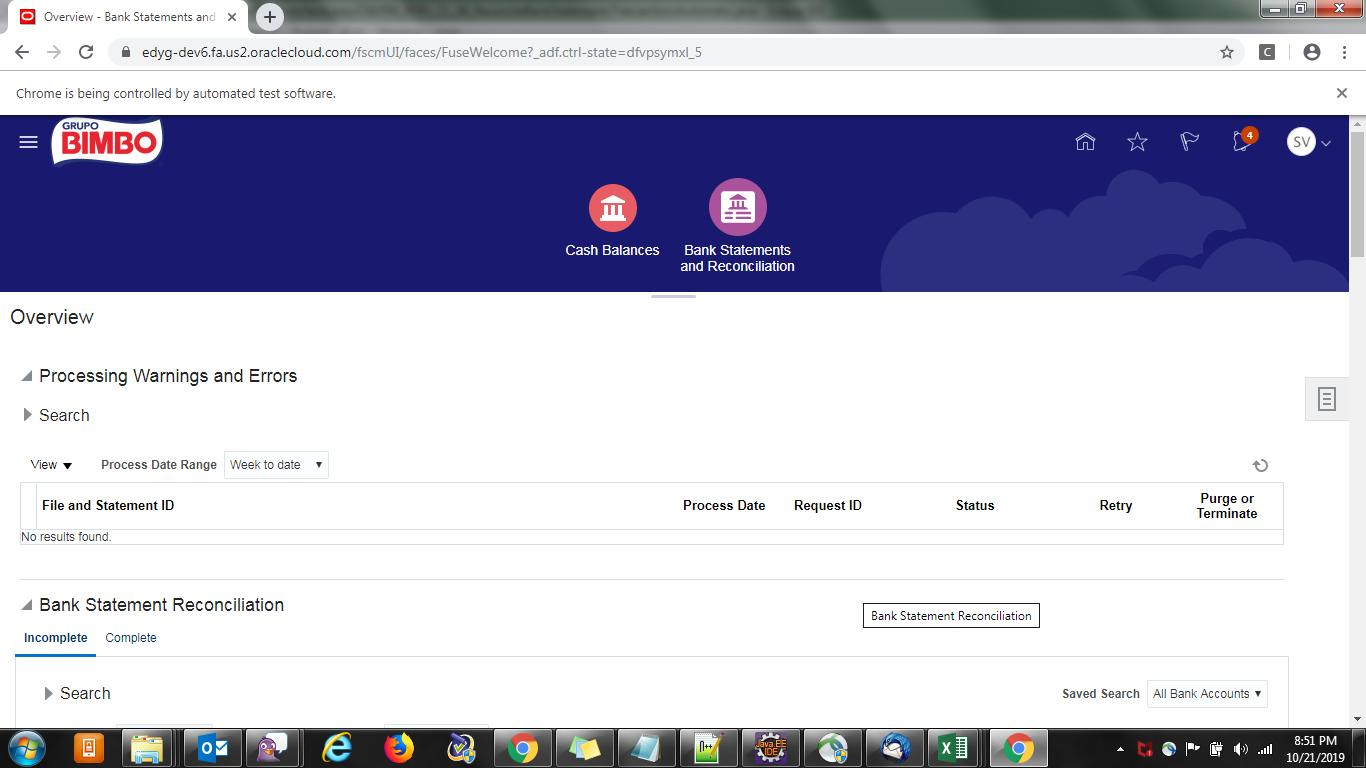 Overview - Bank Statements and
edyg-dev6.fa.us2.oraclecloud.com/fscmUI/faces/FuseWelcome?_adf.ctrl-state=dfvpsymxl_5
C
Chrome is being controlled by automated test software.
GRUPO
BIMBO
4
SV
Cash Balances
Bank Statements
and Reconciliation
Overview
Processing Warnings and Errors
Search
View
Process Date Range
Week to date
File and Statement ID
Process Date
Request ID
Status
Retry
Purge or
Terminate
No results found.
Bank Statement Reconciliation
Bank Statement Reconciliation
Incomplete
Complete
Search
Saved Search
All Bank Accounts
Java EE
IDE
8:51 PM
10/21/2019